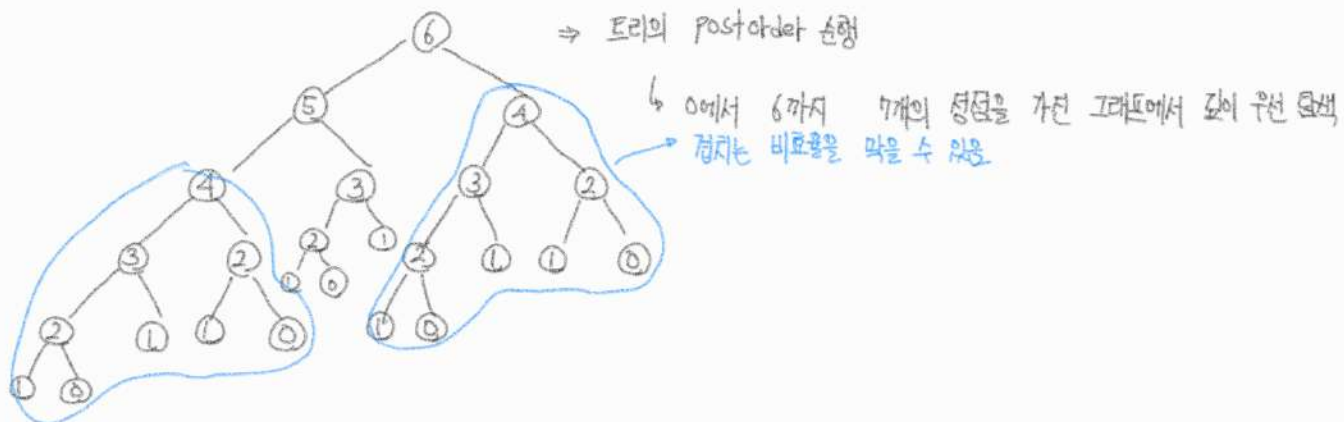 6 ⇒ 트리의 postorder 순행
5 4 ↳ 0에서 6까지 7개의 정점을 가진 그래프에서 깊이 우선 탐색
겹치는 비효율을 막을 수 있음
4 3 3 2
3 2 2 1 2 1 1 0
1 0
2 1 1 0 1 0
1 0